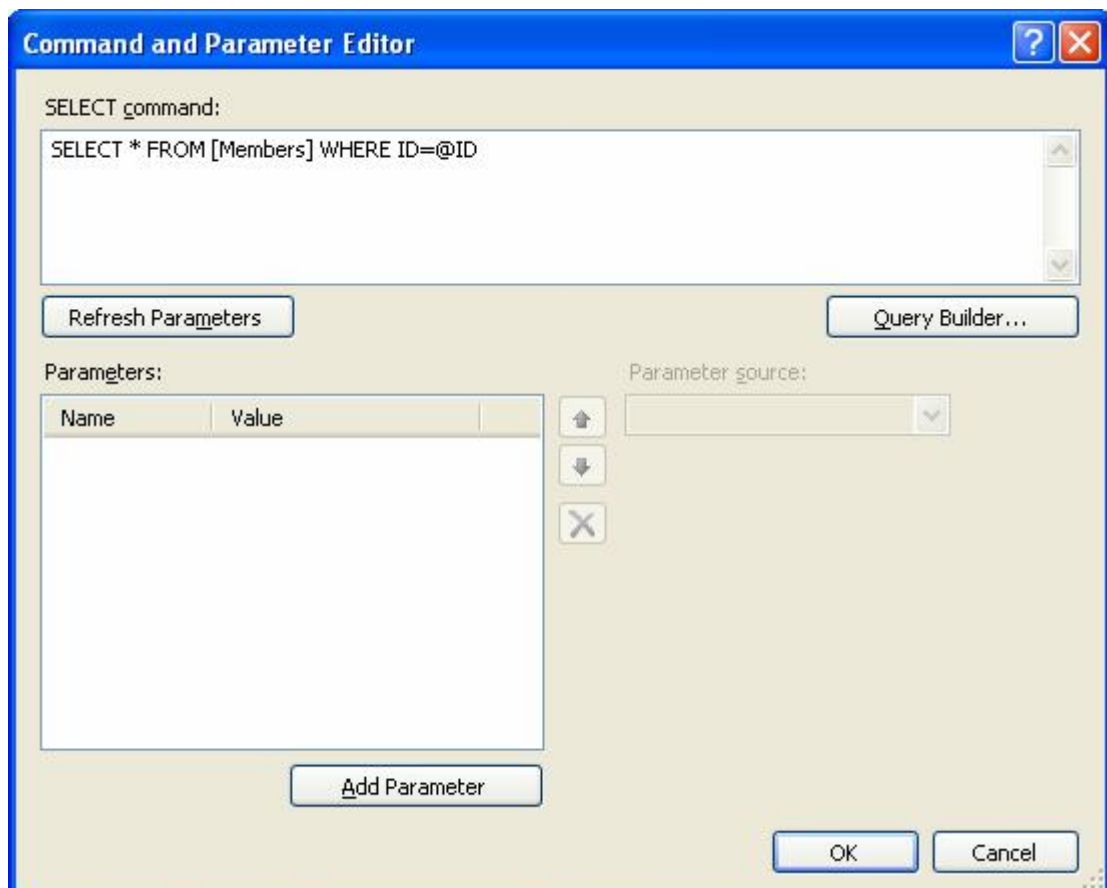 Command and Parameter Editor
SELECT command:
SELECT * FROM [Members] WHERE ID=@ID
Refresh Parameters
Query Builder...
Parameters:
Parameter source:
Name Value
Add Parameter
OK Cancel